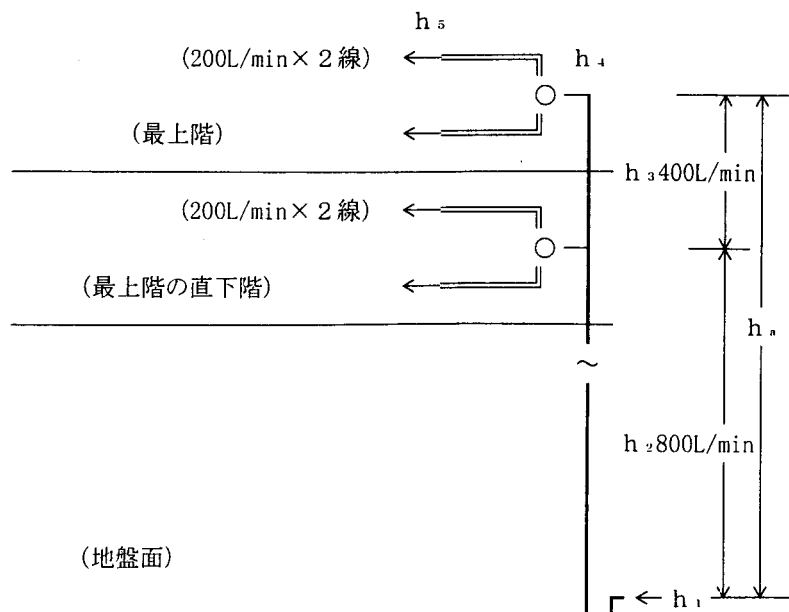 h₅
(200L/min×2線)
h₄
(最上階)
h₃400L/min
(200L/min×2線)
(最上階の直下階)
hₐ
～
h₂800L/min
(地盤面)
h₁